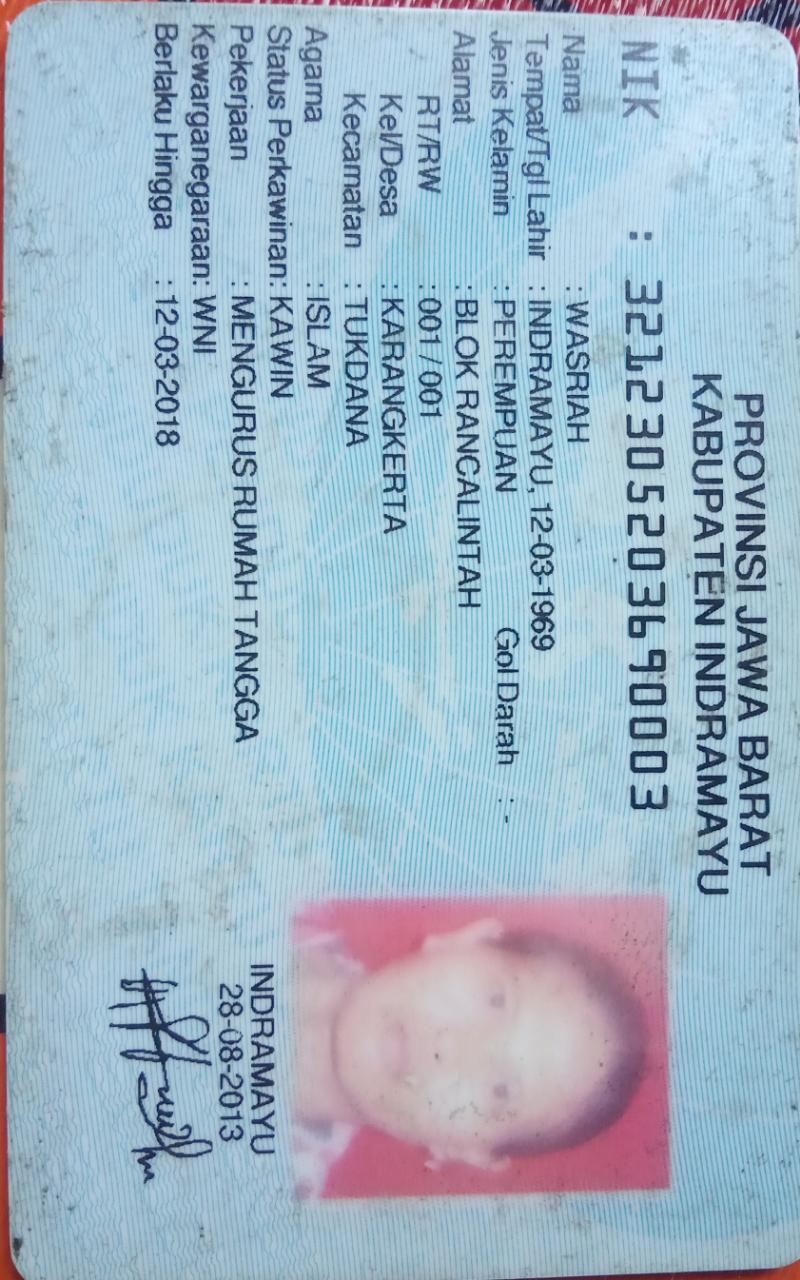 PROVINSI JAWA BARAT
KABUPATEN INDRAMAYU
NIK : 3212305203690003
Nama : WASRIAH
Tempat/Tgl Lahir : INDRAMAYU, 12-03-1969
Jenis Kelamin : PEREMPUAN Gol Darah : -
Alamat : BLOK RANCALINTAH
RT/RW : 001 / 001
Kel/Desa : KARANGKERTA
Kecamatan : TUKDANA
Agama : ISLAM
Status Perkawinan: KAWIN
Pekerjaan : MENGURUS RUMAH TANGGA
Kewarganegaraan: WNI
Berlaku Hingga : 12-03-2018
INDRAMAYU
28-08-2013